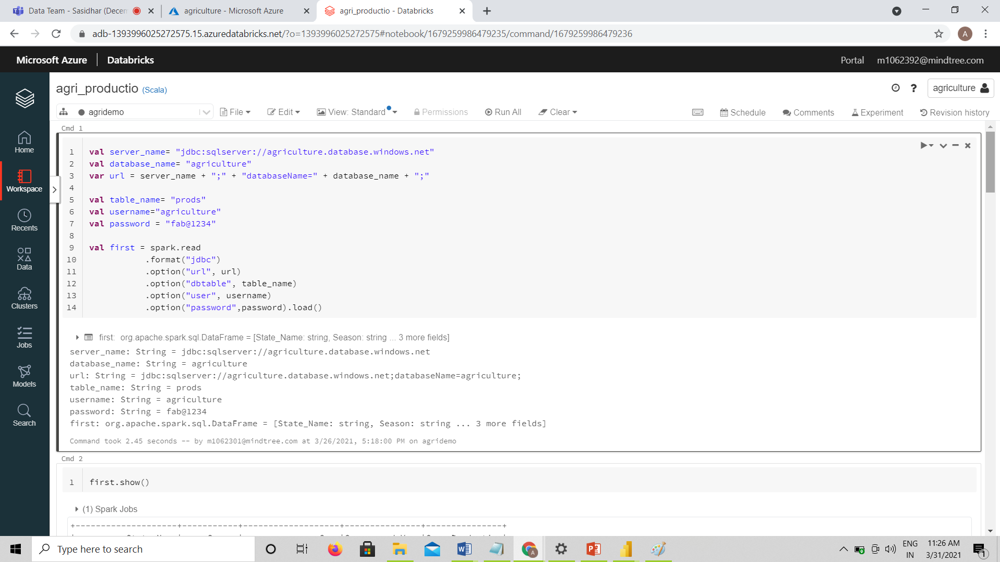 Data Team - Sasidhar (Decem
agriculture - Microsoft Azure
agri_productio - Databricks
adb-1393996025272575.15.azuredatabricks.net/?o=1393996025272575#notebook/1679259986479235/command/1679259986479236
A
Microsoft Azure | Databricks
Portal m1062392@mindtree.com
agri_productio (Scala)
? agriculture
agridemo File Edit View: Standard Permissions Run All Clear Schedule Comments Experiment Revision history
Home
Workspace
Recents
Data
Clusters
Jobs
Models
Search
Cmd 1
1 val server_name= "jdbc:sqlserver://agriculture.database.windows.net"
2 val database_name= "agriculture"
3 var url = server_name + ";" + "databaseName=" + database_name + ";"
4
5 val table_name= "prods"
6 val username="agriculture"
7 val password = "fab@1234"
8
9 val first = spark.read
10 .format("jdbc")
11 .option("url", url)
12 .option("dbtable", table_name)
13 .option("user", username)
14 .option("password",password).load()
first: org.apache.spark.sql.DataFrame = [State_Name: string, Season: string ... 3 more fields]
server_name: String = jdbc:sqlserver://agriculture.database.windows.net
database_name: String = agriculture
url: String = jdbc:sqlserver://agriculture.database.windows.net;databaseName=agriculture;
table_name: String = prods
username: String = agriculture
password: String = fab@1234
first: org.apache.spark.sql.DataFrame = [State_Name: string, Season: string ... 3 more fields]
Command took 2.45 seconds -- by m1062301@mindtree.com at 3/26/2021, 5:18:00 PM on agridemo
Cmd 2
1 first.show()
(1) Spark Jobs
+--------------------+-----------+-------------------+---------------+---------------+
Type here to search
ENG
IN
11:26 AM
3/31/2021
1